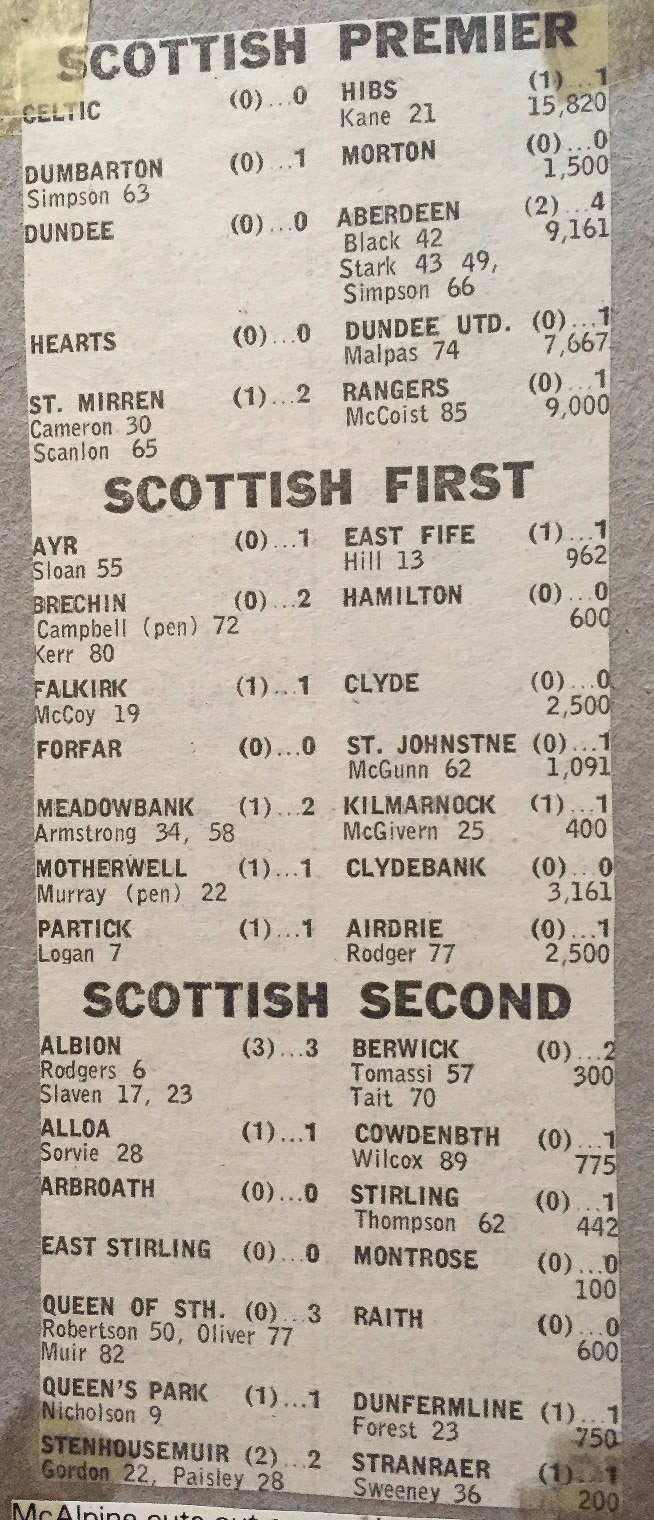 SCOTTISH PREMIER
CELTIC (0)...0 HIBS (1)...1
Kane 21 15,820
DUMBARTON (0)...1 MORTON (0)...0
Simpson 63 1,500
DUNDEE (0)...0 ABERDEEN (2)...4
Black 42 9,161
Stark 43 49,
Simpson 66
HEARTS (0)...0 DUNDEE UTD. (0)...1
Malpas 74 7,667
ST. MIRREN (1)...2 RANGERS (0)...1
Cameron 30 McCoist 85 9,000
Scanlon 65
SCOTTISH FIRST
AYR (0)...1 EAST FIFE (1)...1
Sloan 55 Hill 13 962
BRECHIN (0)...2 HAMILTON (0)...0
Campbell (pen) 72 600
Kerr 80
FALKIRK (1)...1 CLYDE (0)...0
McCoy 19 2,500
FORFAR (0)...0 ST. JOHNSTNE (0)...1
McGunn 62 1,091
MEADOWBANK (1)...2 KILMARNOCK (1)...1
Armstrong 34, 58 McGivern 25 400
MOTHERWELL (1)...1 CLYDEBANK (0)...0
Murray (pen) 22 3,161
PARTICK (1)...1 AIRDRIE (0)...1
Logan 7 Rodger 77 2,500
SCOTTISH SECOND
ALBION (3)...3 BERWICK (0)...2
Rodgers 6 Tomassi 57 300
Slaven 17, 23 Tait 70
ALLOA (1)...1 COWDENBTH (0)...1
Sorvie 28 Wilcox 89 775
ARBROATH (0)...0 STIRLING (0)...1
Thompson 62 442
EAST STIRLING (0)...0 MONTROSE (0)...0
100
QUEEN OF STH. (0)...3 RAITH (0)...0
Robertson 50, Oliver 77 600
Muir 82
QUEEN'S PARK (1)...1 DUNFERMLINE (1)...1
Nicholson 9 Forest 23 750
STENHOUSEMUIR (2)...2 STRANRAER (1)...1
Gordon 22, Paisley 28 Sweeney 36 200
McAlpine